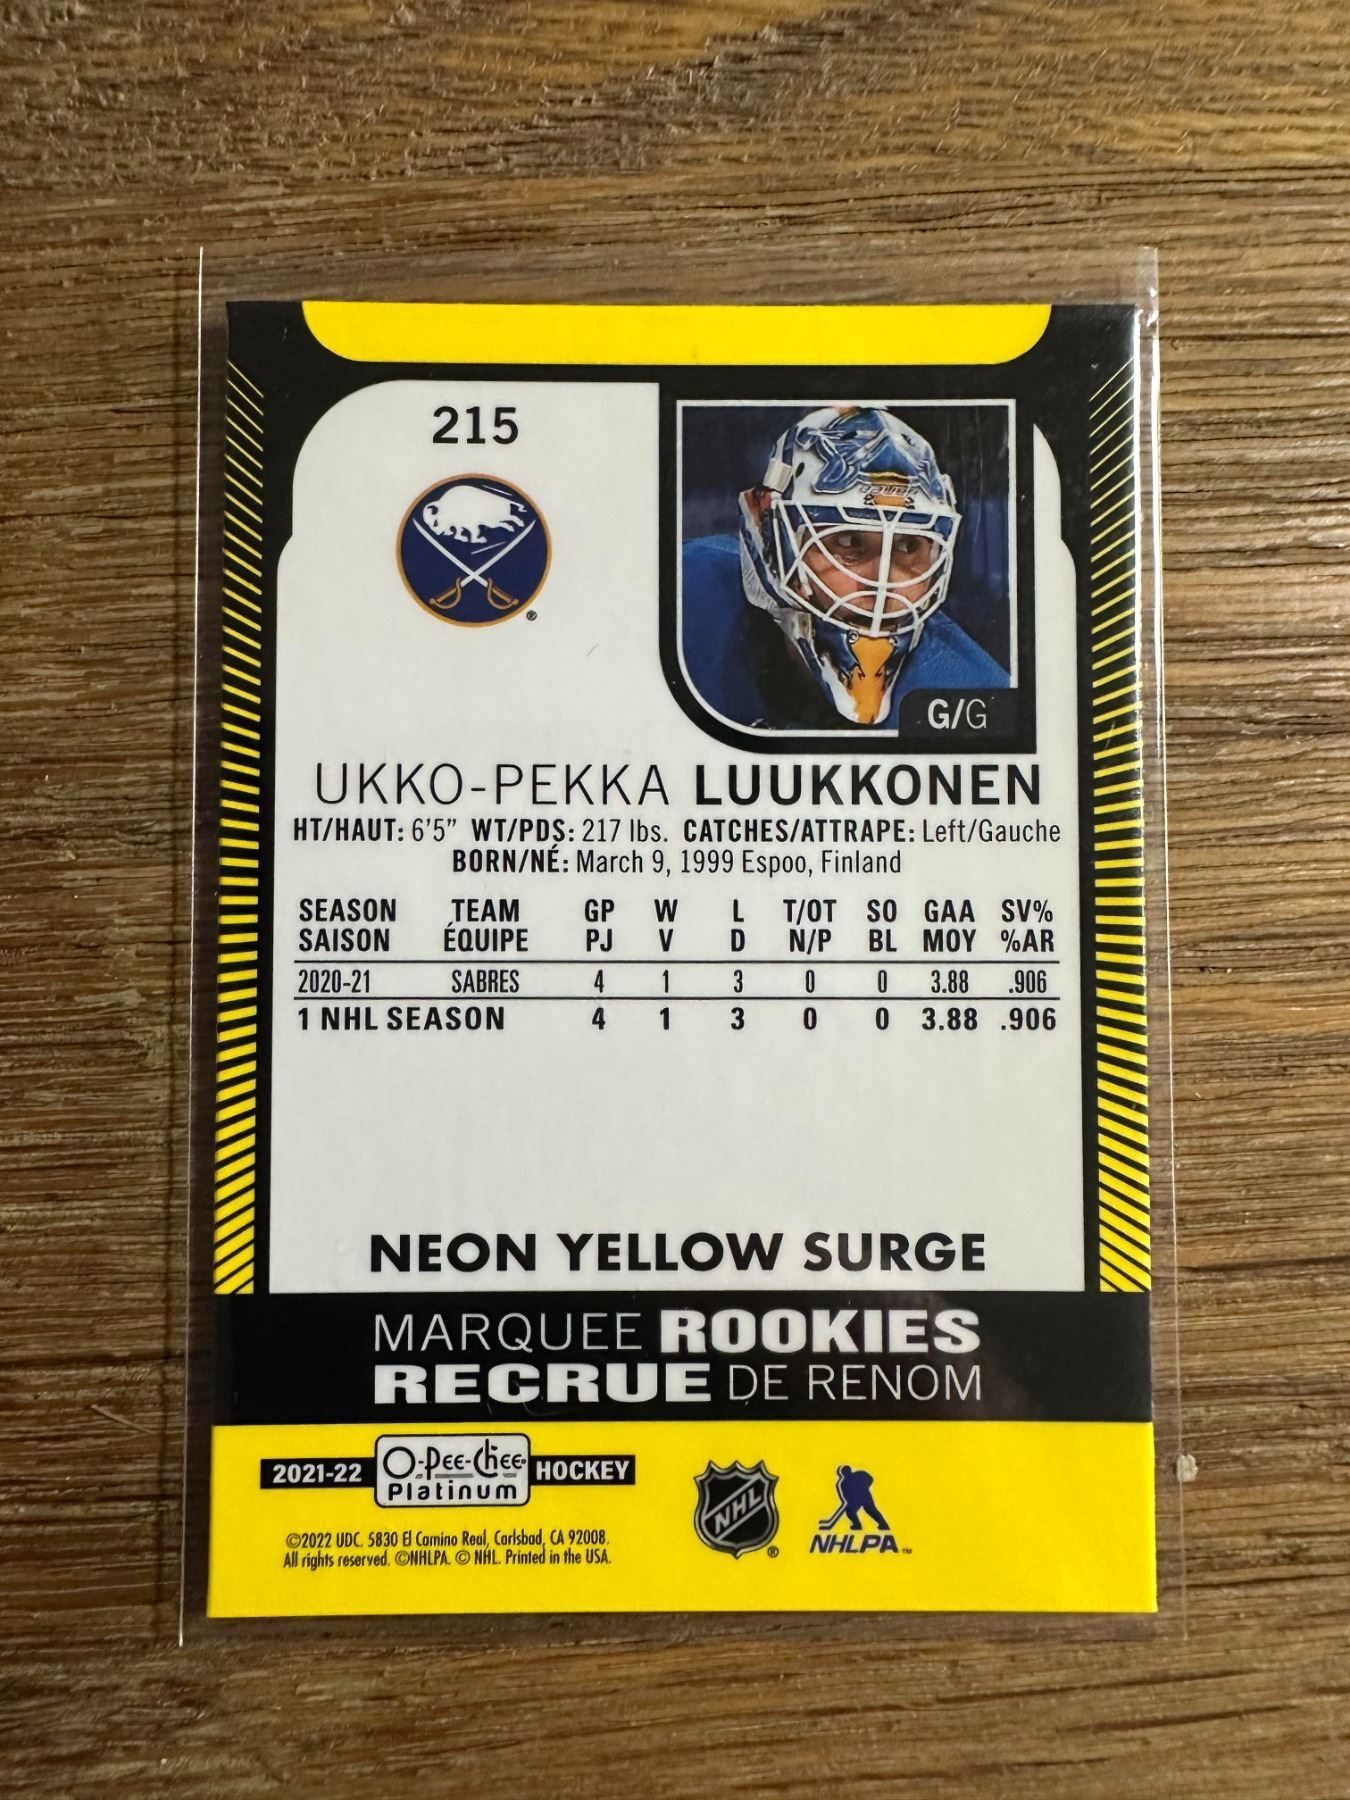 215
BAUER
G/G
UKKO-PEKKA LUUKKONEN
HT/HAUT: 6'5" WT/PDS: 217 lbs. CATCHES/ATTRAPE: Left/Gauche
BORN/NÉ: March 9, 1999 Espoo, Finland
SEASON TEAM GP W L T/OT SO GAA SV%
SAISON ÉQUIPE PJ V D N/P BL MOY %AR
2020-21 SABRES 4 1 3 0 0 3.88 .906
1 NHL SEASON 4 1 3 0 0 3.88 .906
NEON YELLOW SURGE
MARQUEE ROOKIES
RECRUE DE RENOM
2021-22 O-Pee-Chee Platinum HOCKEY
NHL
NHLPA
©2022 UDC. 5830 El Camino Real, Carlsbad, CA 92008.
All rights reserved. ©NHLPA. © NHL. Printed in the USA.